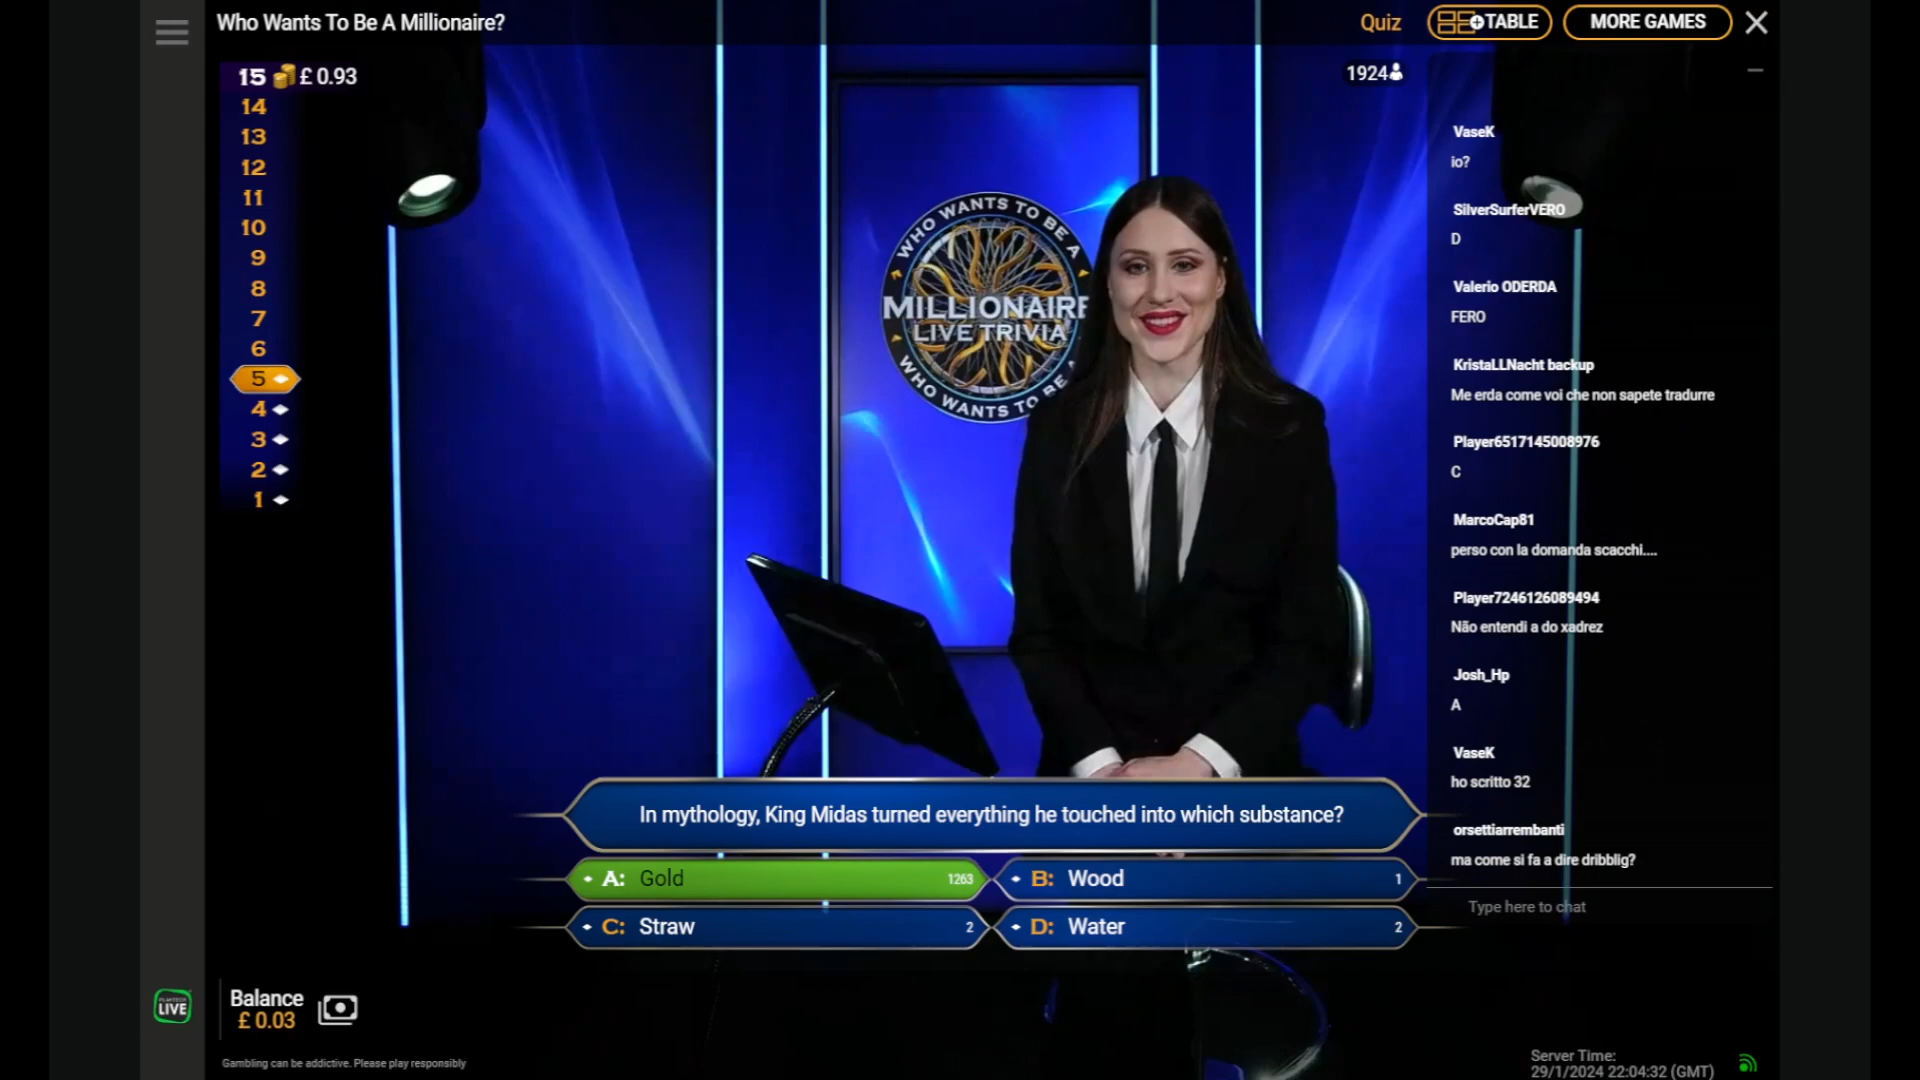 Who Wants To Be A Millionaire?
Quiz
TABLE
MORE GAMES
15 £ 0.93
14
13
12
11
10
9
8
7
6
5
4
3
2
1
1924
WHO WANTS TO BE A
MILLIONAIRE
LIVE TRIVIA
WHO WANTS TO BE A
VaseK
io?
SilverSurferVERO
D
Valerio ODERDA
FERO
KristaLLNacht backup
Me erda come voi che non sapete tradurre
Player6517145008976
C
MarcoCap81
perso con la domanda scacchi....
Player7246126089494
Não entendi a do xadrez
Josh_Hp
A
VaseK
ho scritto 32
orsettiarrembanti
ma come si fa a dire dribblig?
Type here to chat
In mythology, King Midas turned everything he touched into which substance?
A: Gold 1263
B: Wood 1
C: Straw 2
D: Water 2
PLAYTECH
LIVE
Balance
£ 0.03
Gambling can be addictive. Please play responsibly
Server Time:
29/1/2024 22:04:32 (GMT)